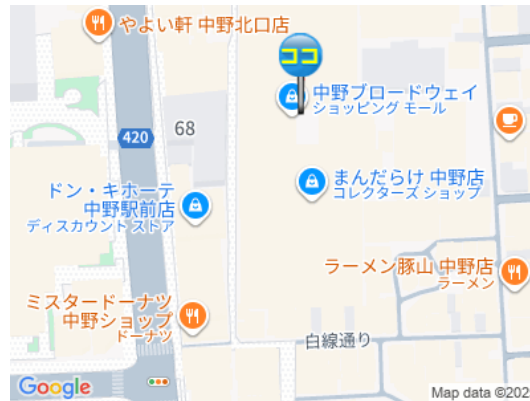 やよい軒 中野北口店
ココ
中野ブロードウェイ
ショッピング モール
420
68
まんだらけ 中野店
コレクターズ ショップ
ドン・キホーテ
中野駅前店
ディスカウント ストア
ラーメン豚山 中野店
ラーメン
ミスタードーナツ
中野ショップ
ドーナツ
白線通り
Google
Map data ©202